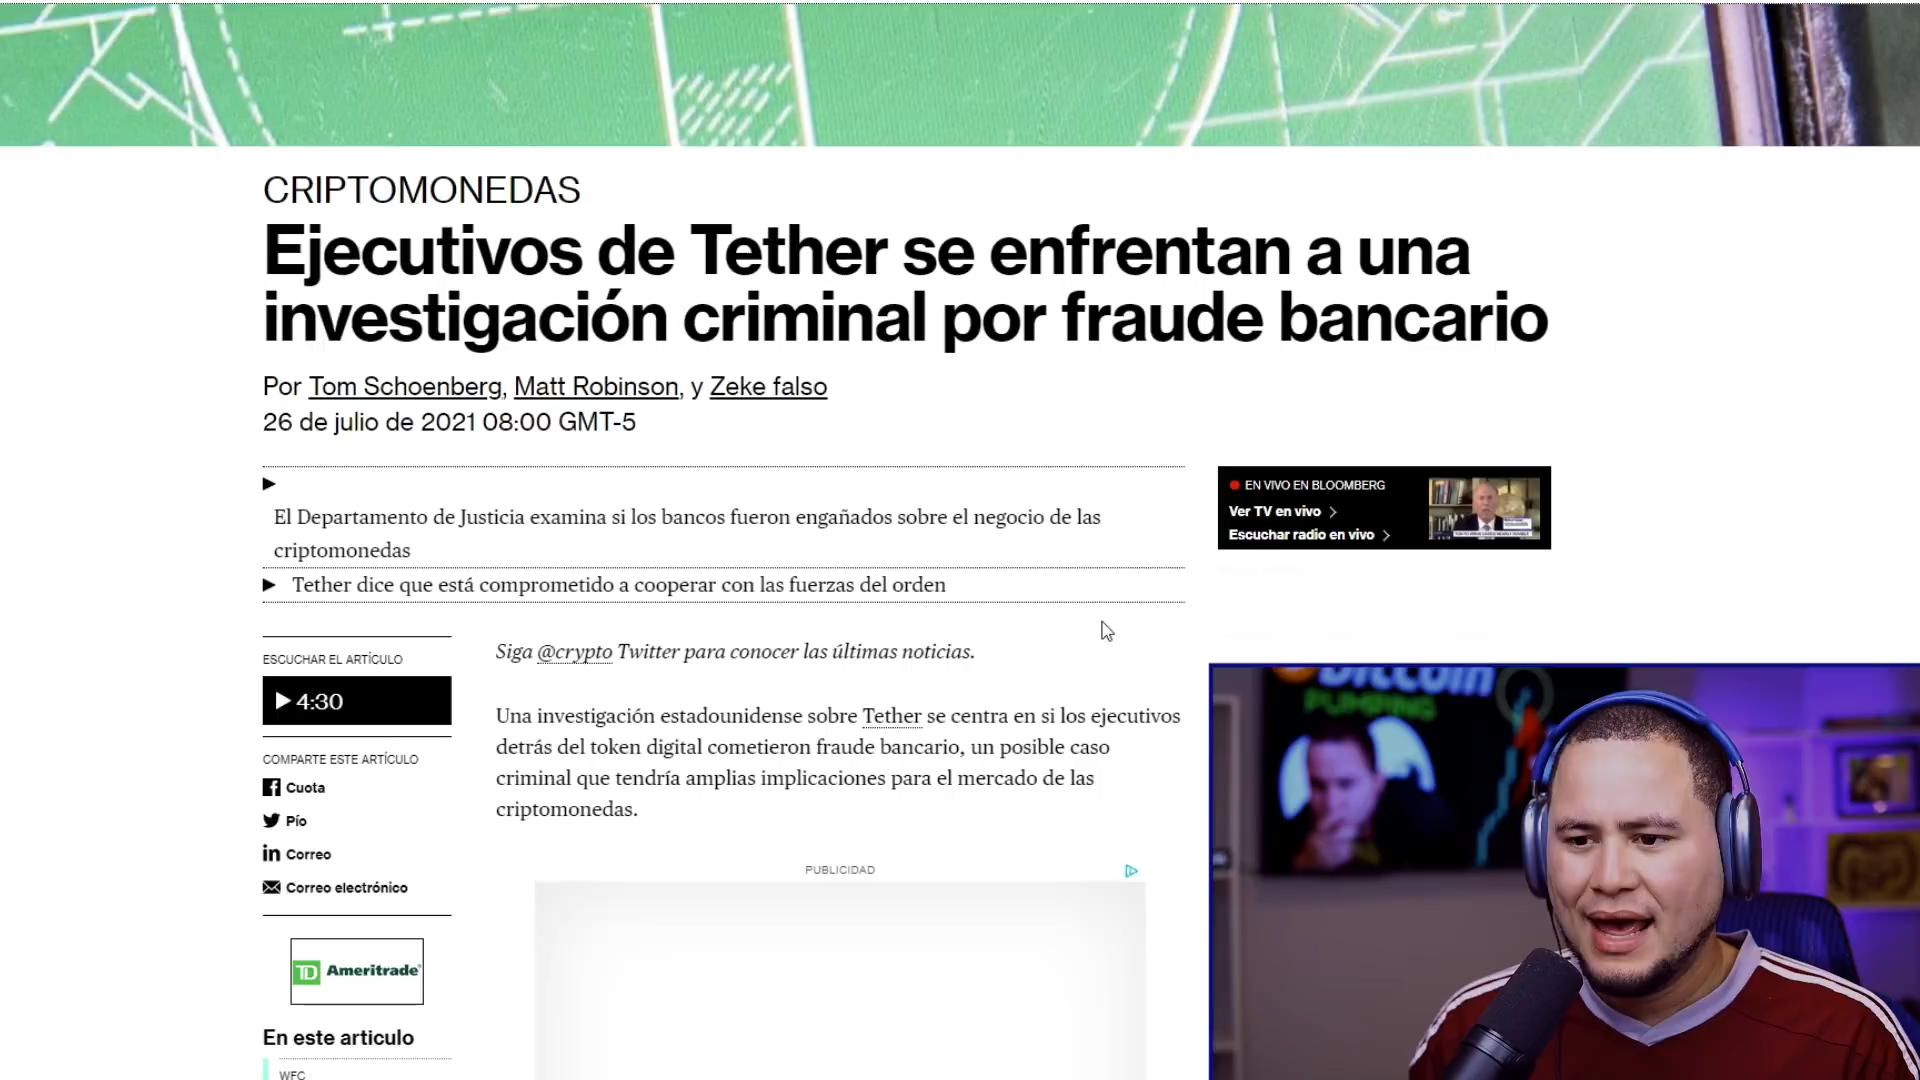 CRIPTOMONEDAS
Ejecutivos de Tether se enfrentan a una
investigación criminal por fraude bancario
Por Tom Schoenberg, Matt Robinson, y Zeke falso
26 de julio de 2021 08:00 GMT-5
El Departamento de Justicia examina si los bancos fueron engañados sobre el negocio de las
criptomonedas
Tether dice que está comprometido a cooperar con las fuerzas del orden
EN VIVO EN BLOOMBERG
Ver TV en vivo
Escuchar radio en vivo
ESCUCHAR EL ARTÍCULO
4:30
COMPARTE ESTE ARTÍCULO
Cuota
Pío
Correo
Correo electrónico
TD Ameritrade
En este articulo
WFC
Siga @crypto Twitter para conocer las últimas noticias.
Una investigación estadounidense sobre Tether se centra en si los ejecutivos
detrás del token digital cometieron fraude bancario, un posible caso
criminal que tendría amplias implicaciones para el mercado de las
criptomonedas.
PUBLICIDAD
Bitcoin
PUMPING